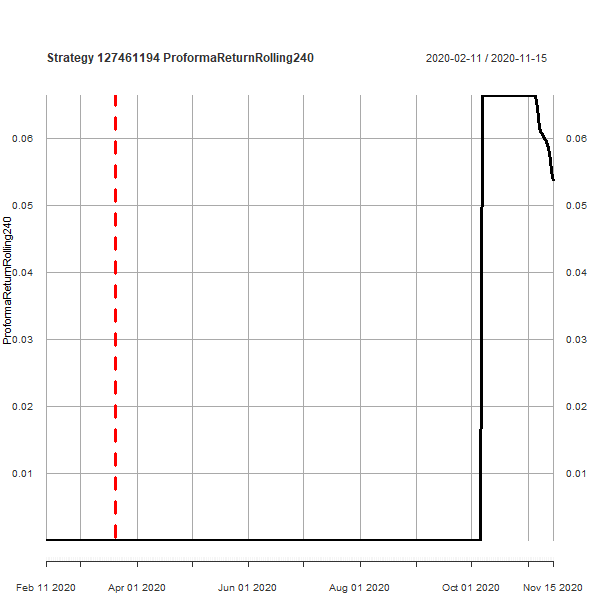 Strategy 127461194 ProformaReturnRolling240
2020-02-11 / 2020-11-15
ProformaReturnRolling240
0.06 0.06
0.05 0.05
0.04 0.04
0.03 0.03
0.02 0.02
0.01 0.01
Feb 11 2020 Apr 01 2020 Jun 01 2020 Aug 01 2020 Oct 01 2020 Nov 15 2020